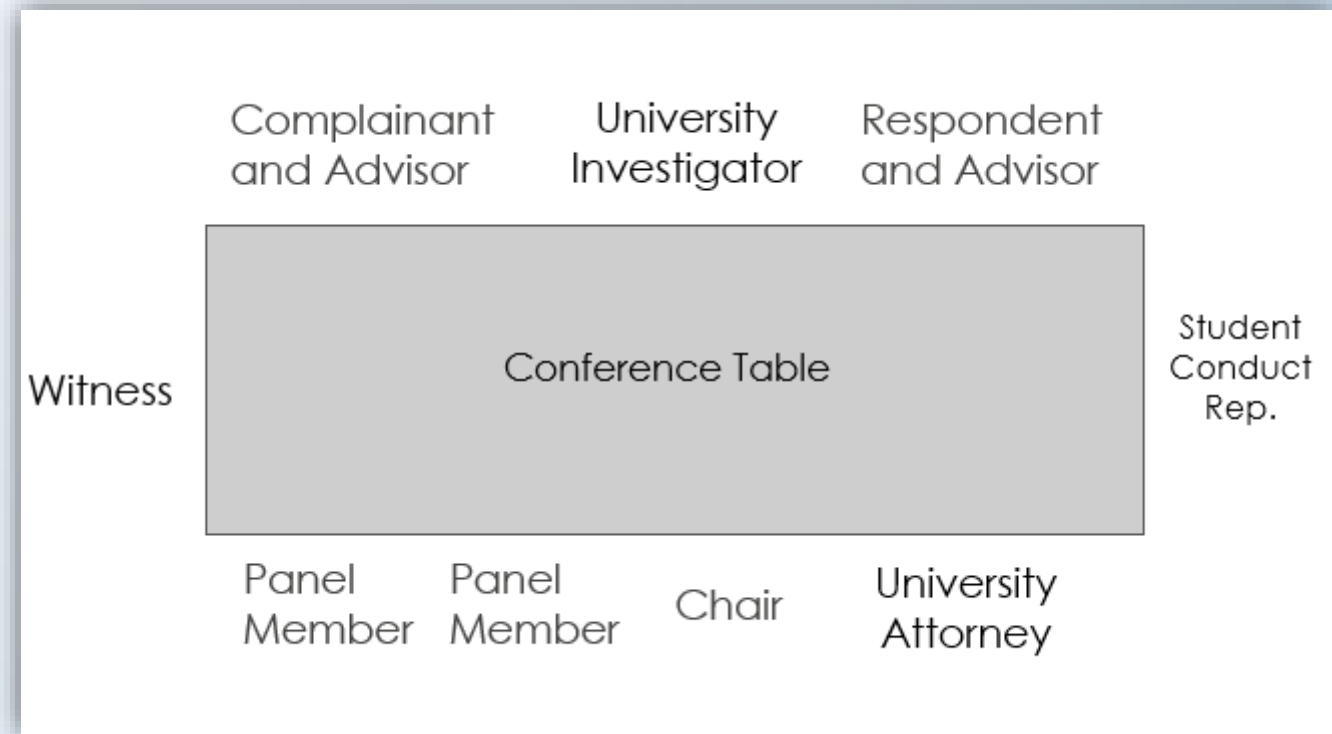 Complainant
and Advisor
University
Investigator
Respondent
and Advisor
Witness
Conference Table
Student
Conduct
Rep.
Panel
Member
Panel
Member
Chair
University
Attorney